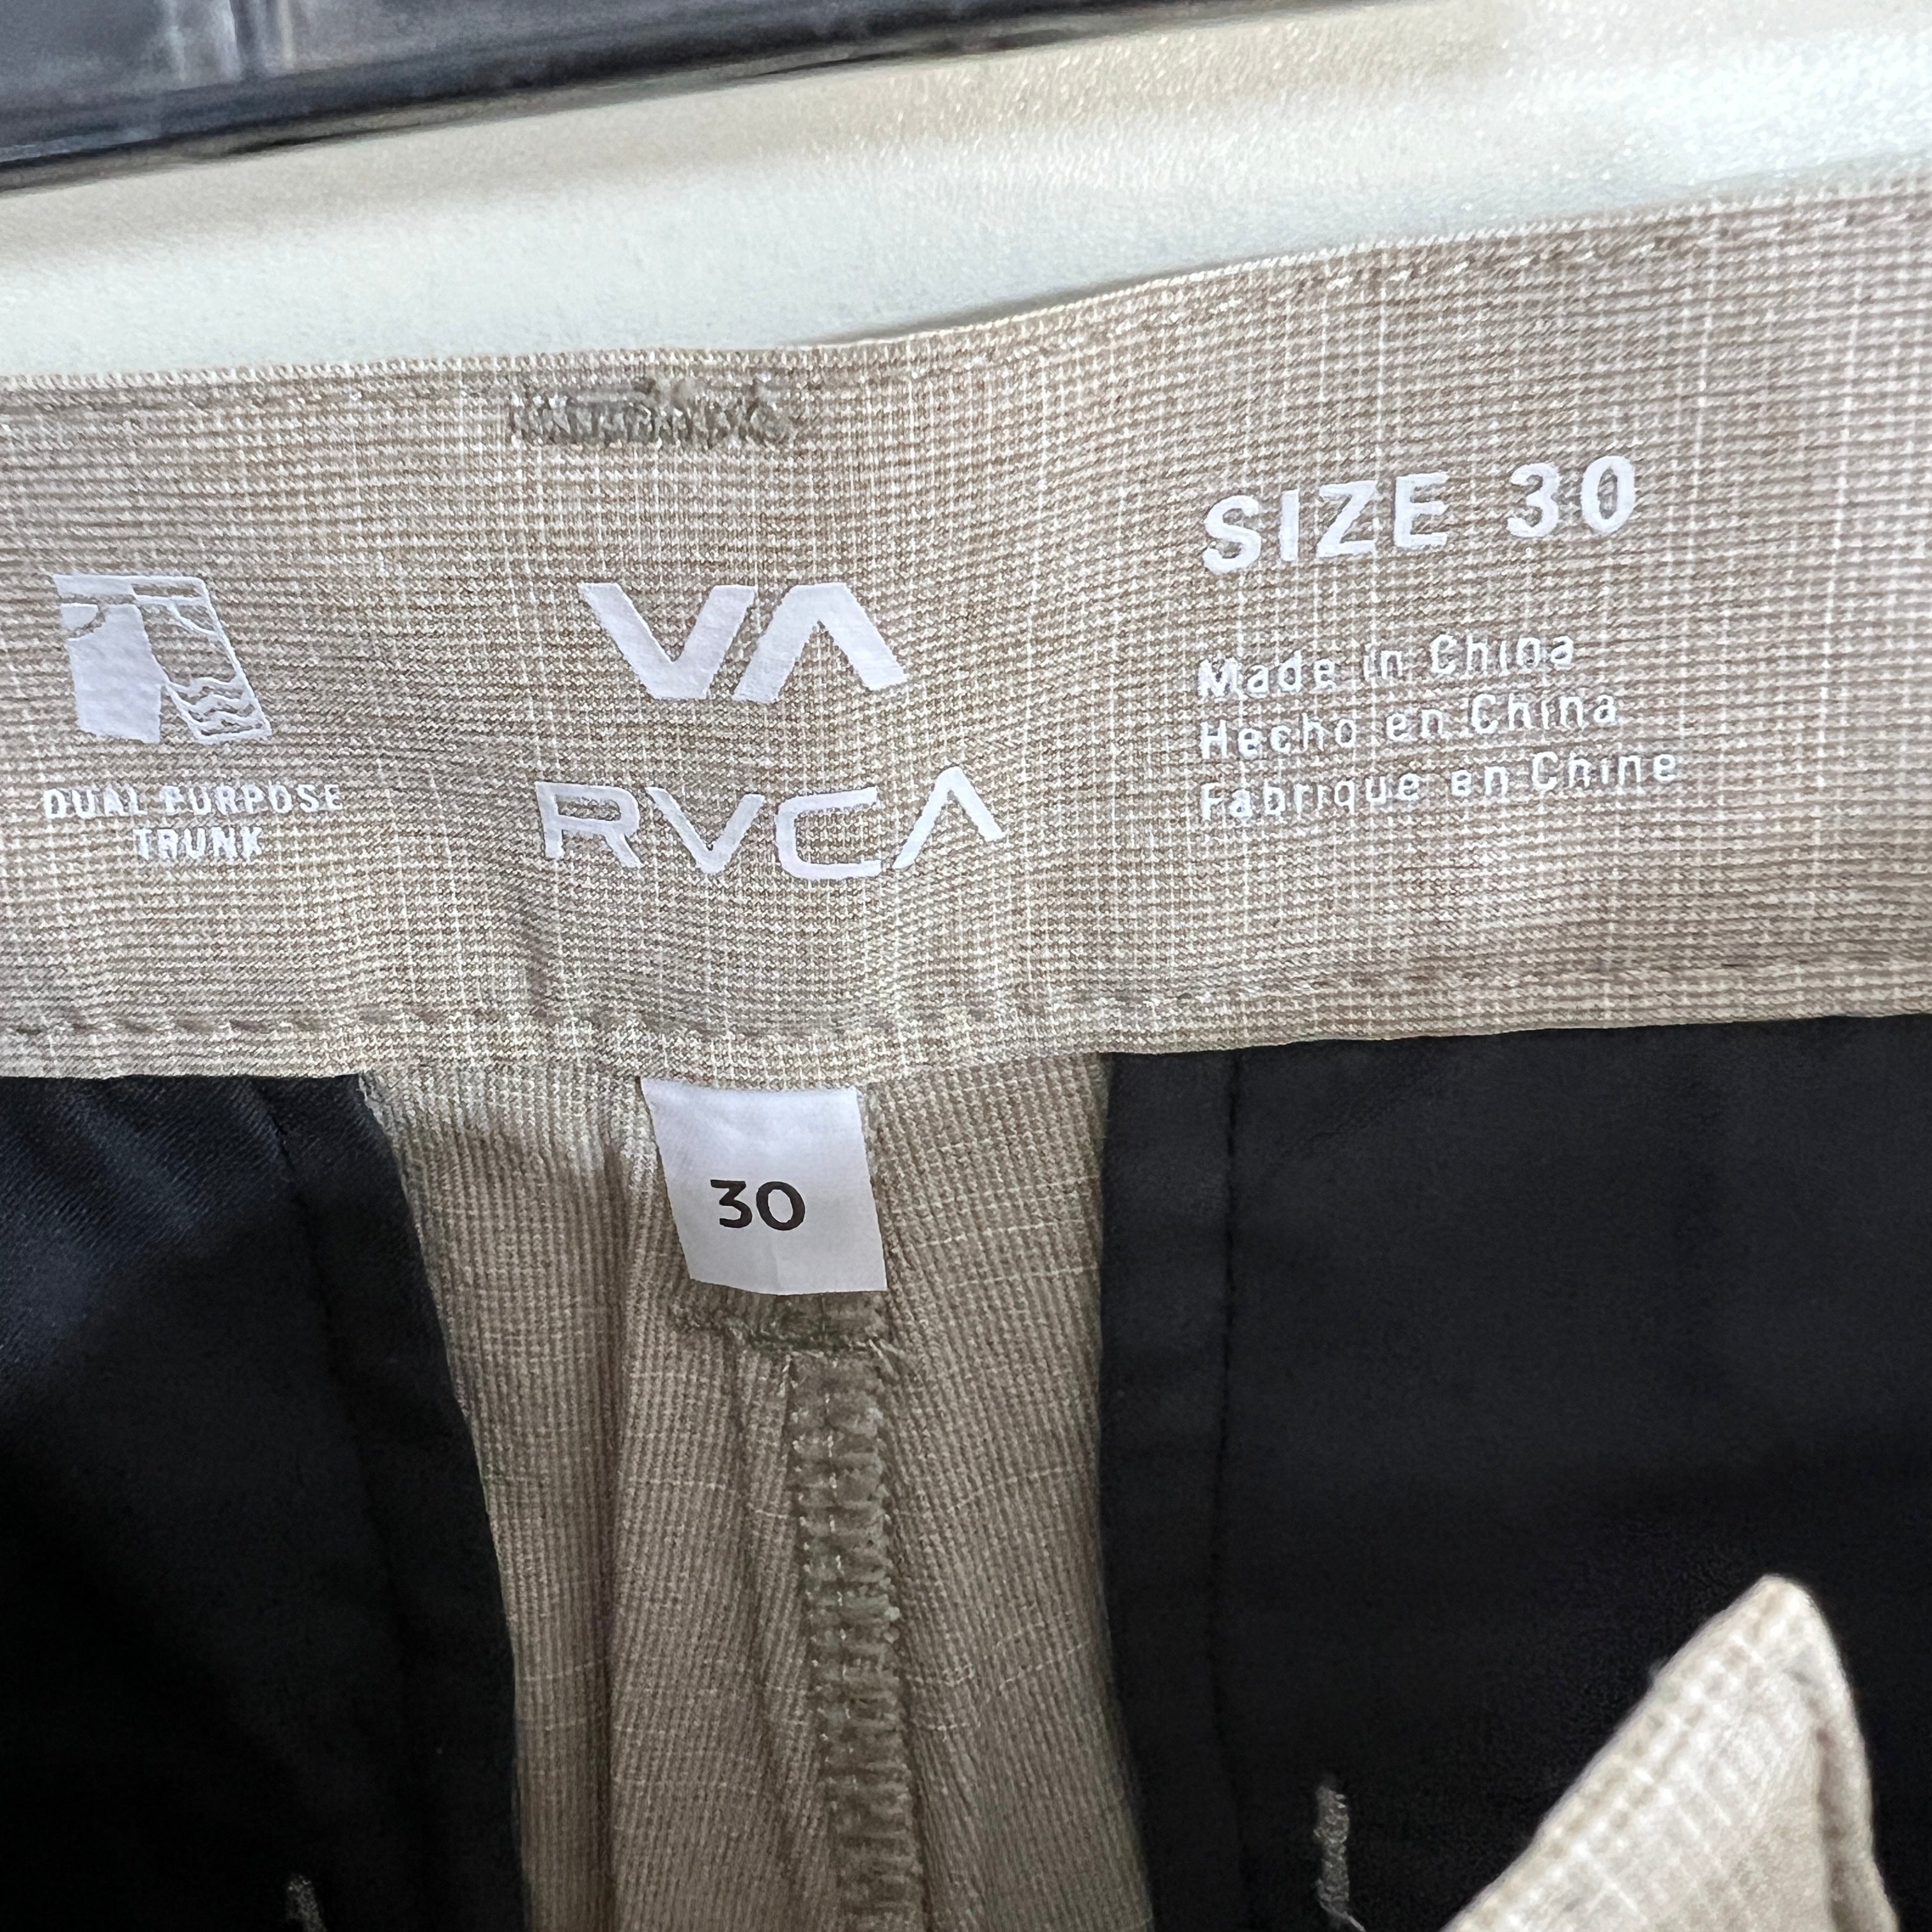 DUAL PURPOSE
TRUNK
VA
RVCA
SIZE 30
Made in China
Hecho en China
Fabrique en Chine
30